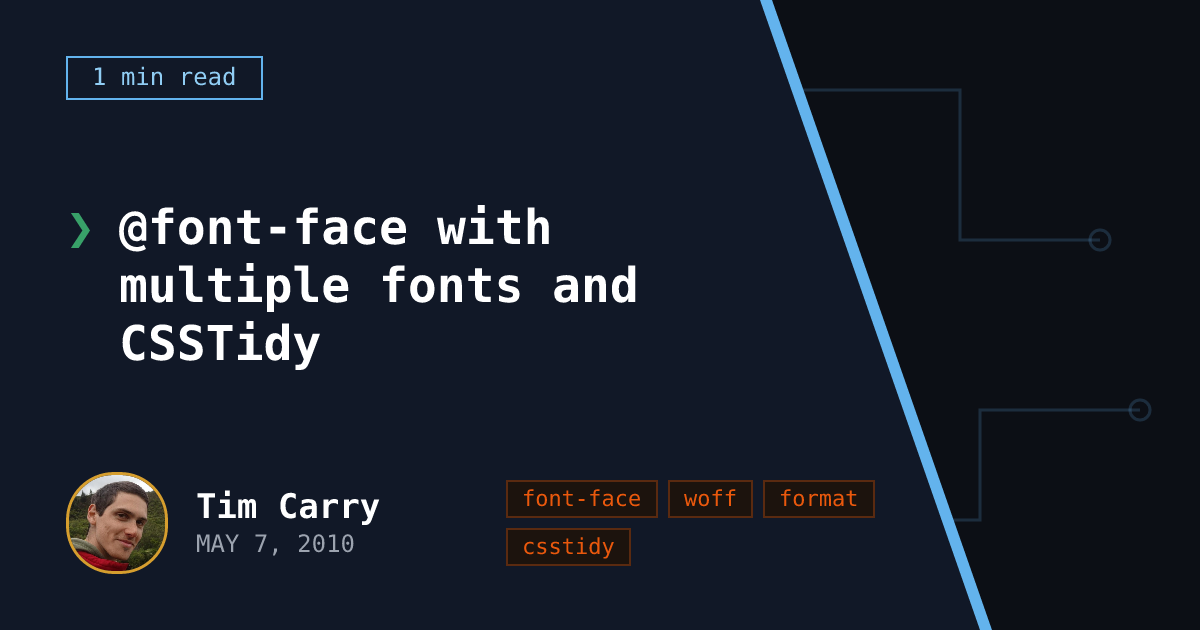 1 min read
❯ @font-face with
multiple fonts and
CSSTidy
Tim Carry
MAY 7, 2010
font-face woff format
csstidy